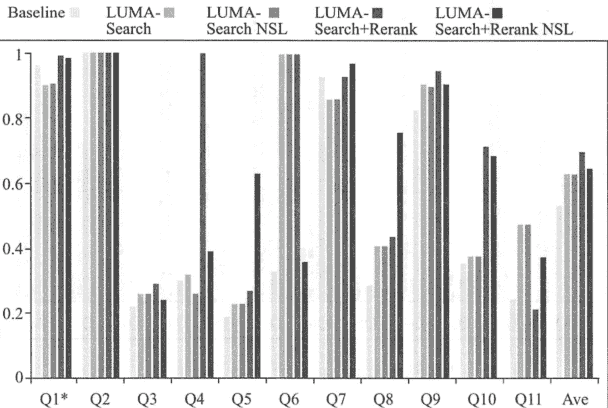 Baseline LUMA- LUMA- LUMA- LUMA-
Search Search NSL Search+Rerank Search+Rerank NSL
1
0.8
0.6
0.4
0.2
0
Q1* Q2 Q3 Q4 Q5 Q6 Q7 Q8 Q9 Q10 Q11 Ave